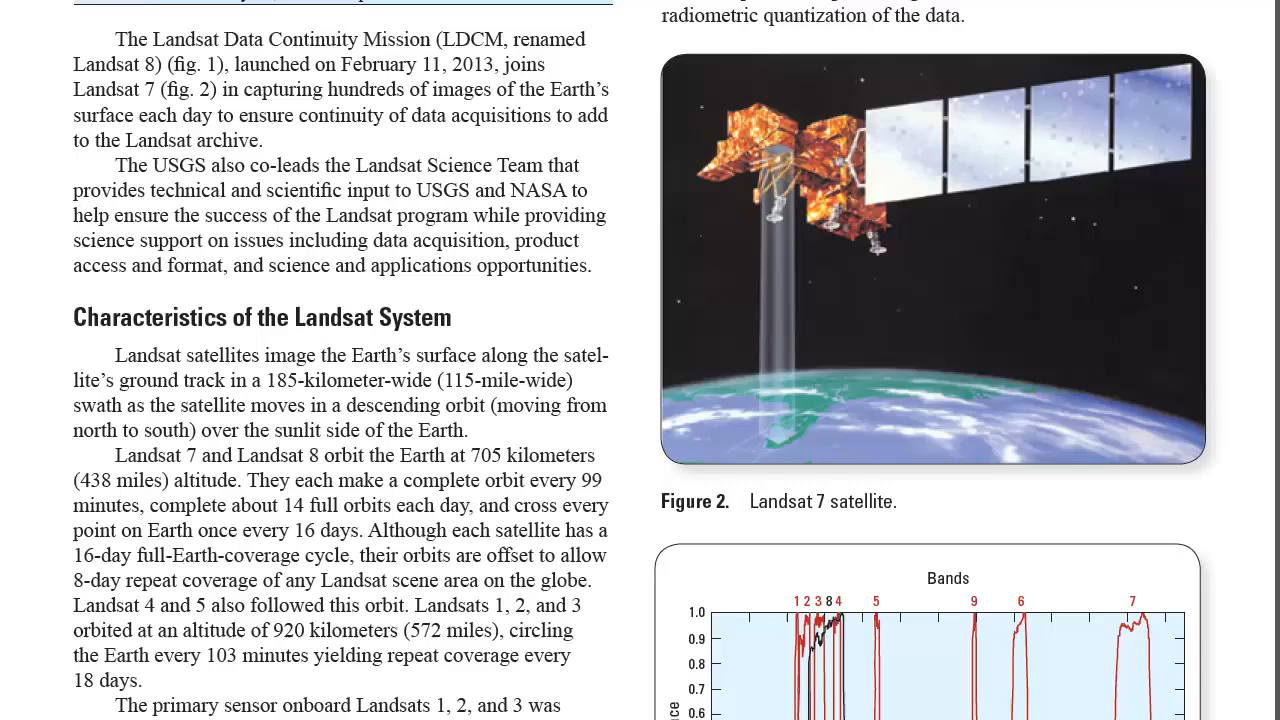 The Landsat Data Continuity Mission (LDCM, renamed
Landsat 8) (fig. 1), launched on February 11, 2013, joins
Landsat 7 (fig. 2) in capturing hundreds of images of the Earth’s
surface each day to ensure continuity of data acquisitions to add
to the Landsat archive.
The USGS also co-leads the Landsat Science Team that
provides technical and scientific input to USGS and NASA to
help ensure the success of the Landsat program while providing
science support on issues including data acquisition, product
access and format, and science and applications opportunities.
Characteristics of the Landsat System
Landsat satellites image the Earth’s surface along the satel-
lite’s ground track in a 185-kilometer-wide (115-mile-wide)
swath as the satellite moves in a descending orbit (moving from
north to south) over the sunlit side of the Earth.
Landsat 7 and Landsat 8 orbit the Earth at 705 kilometers
(438 miles) altitude. They each make a complete orbit every 99
minutes, complete about 14 full orbits each day, and cross every
point on Earth once every 16 days. Although each satellite has a
16-day full-Earth-coverage cycle, their orbits are offset to allow
8-day repeat coverage of any Landsat scene area on the globe.
Landsat 4 and 5 also followed this orbit. Landsats 1, 2, and 3
orbited at an altitude of 920 kilometers (572 miles), circling
the Earth every 103 minutes yielding repeat coverage every
18 days.
The primary sensor onboard Landsats 1, 2, and 3 was
radiometric quantization of the data.
Figure 2. Landsat 7 satellite.
Bands
1 2 3 8 4 5 9 6 7
1.0
0.9
0.8
0.7
0.6